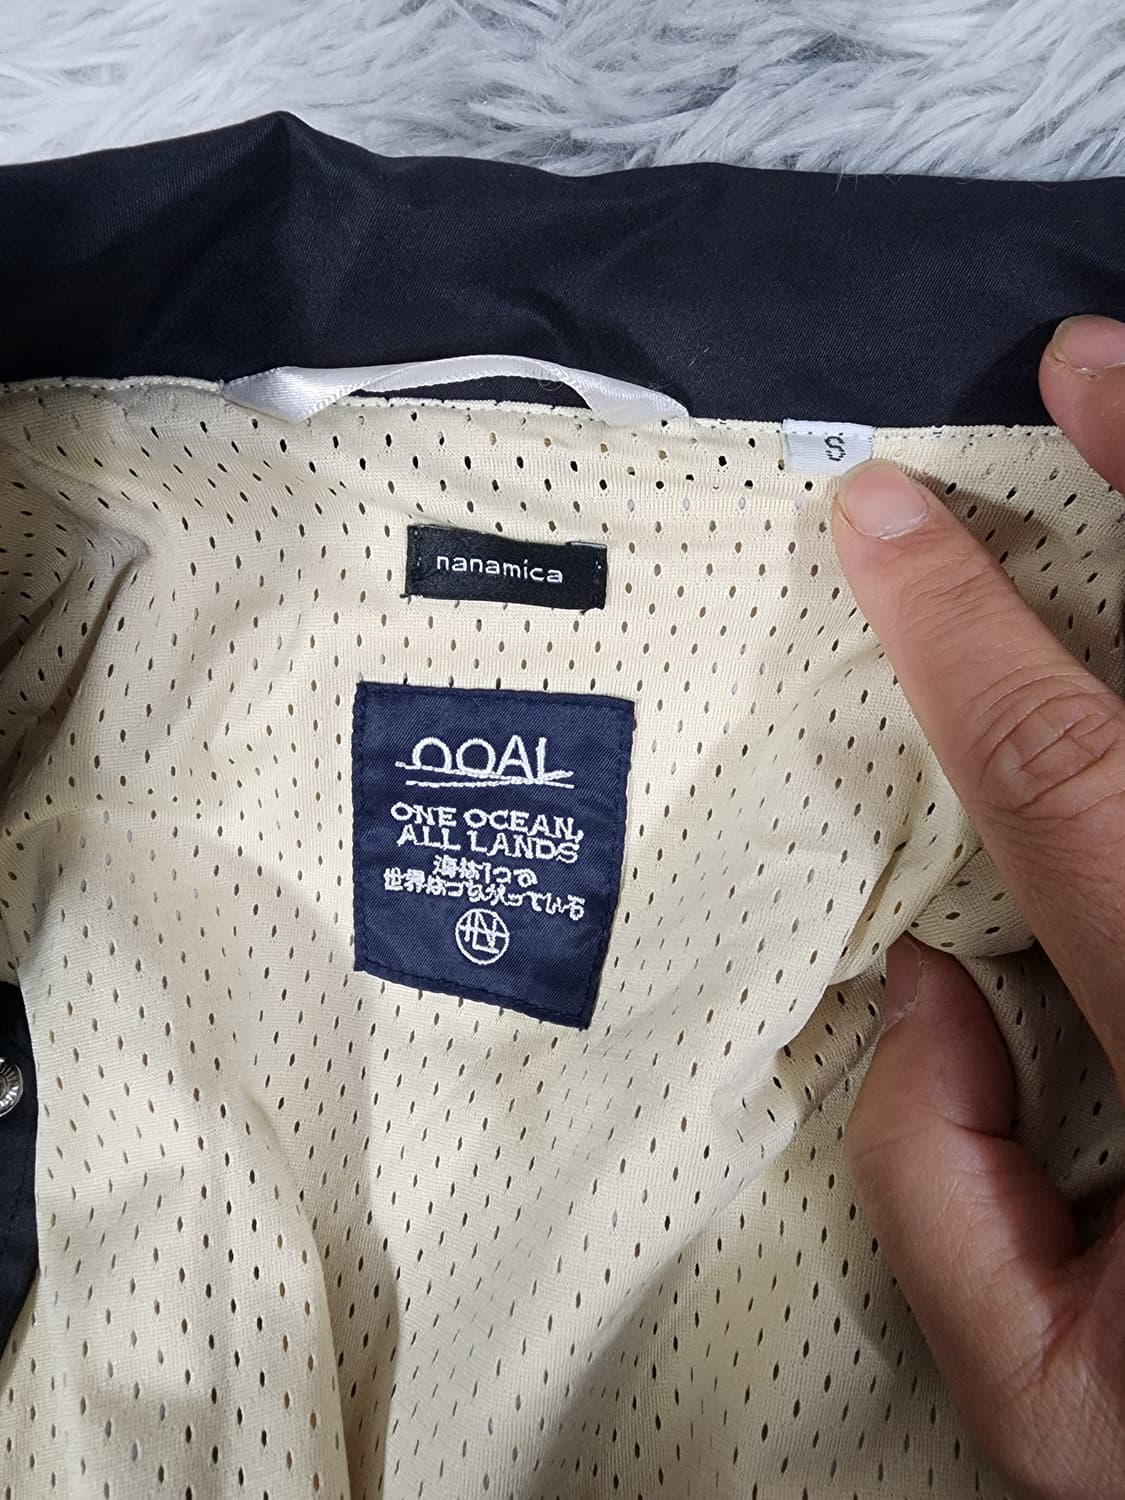 S
nanamica
OOAL
ONE OCEAN,
ALL LANDS
海は1つで
世界はつながっている